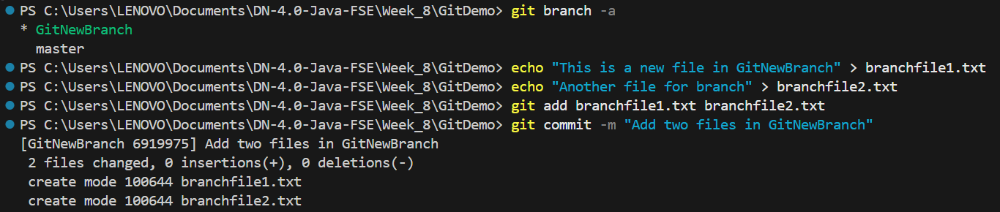 PS C:\Users\LENOVO\Documents\DN-4.0-Java-FSE\Week_8\GitDemo> git branch -a
* GitNewBranch
  master
PS C:\Users\LENOVO\Documents\DN-4.0-Java-FSE\Week_8\GitDemo> echo "This is a new file in GitNewBranch" > branchfile1.txt
PS C:\Users\LENOVO\Documents\DN-4.0-Java-FSE\Week_8\GitDemo> echo "Another file for branch" > branchfile2.txt
PS C:\Users\LENOVO\Documents\DN-4.0-Java-FSE\Week_8\GitDemo> git add branchfile1.txt branchfile2.txt
PS C:\Users\LENOVO\Documents\DN-4.0-Java-FSE\Week_8\GitDemo> git commit -m "Add two files in GitNewBranch"
[GitNewBranch 6919975] Add two files in GitNewBranch
 2 files changed, 0 insertions(+), 0 deletions(-)
 create mode 100644 branchfile1.txt
 create mode 100644 branchfile2.txt